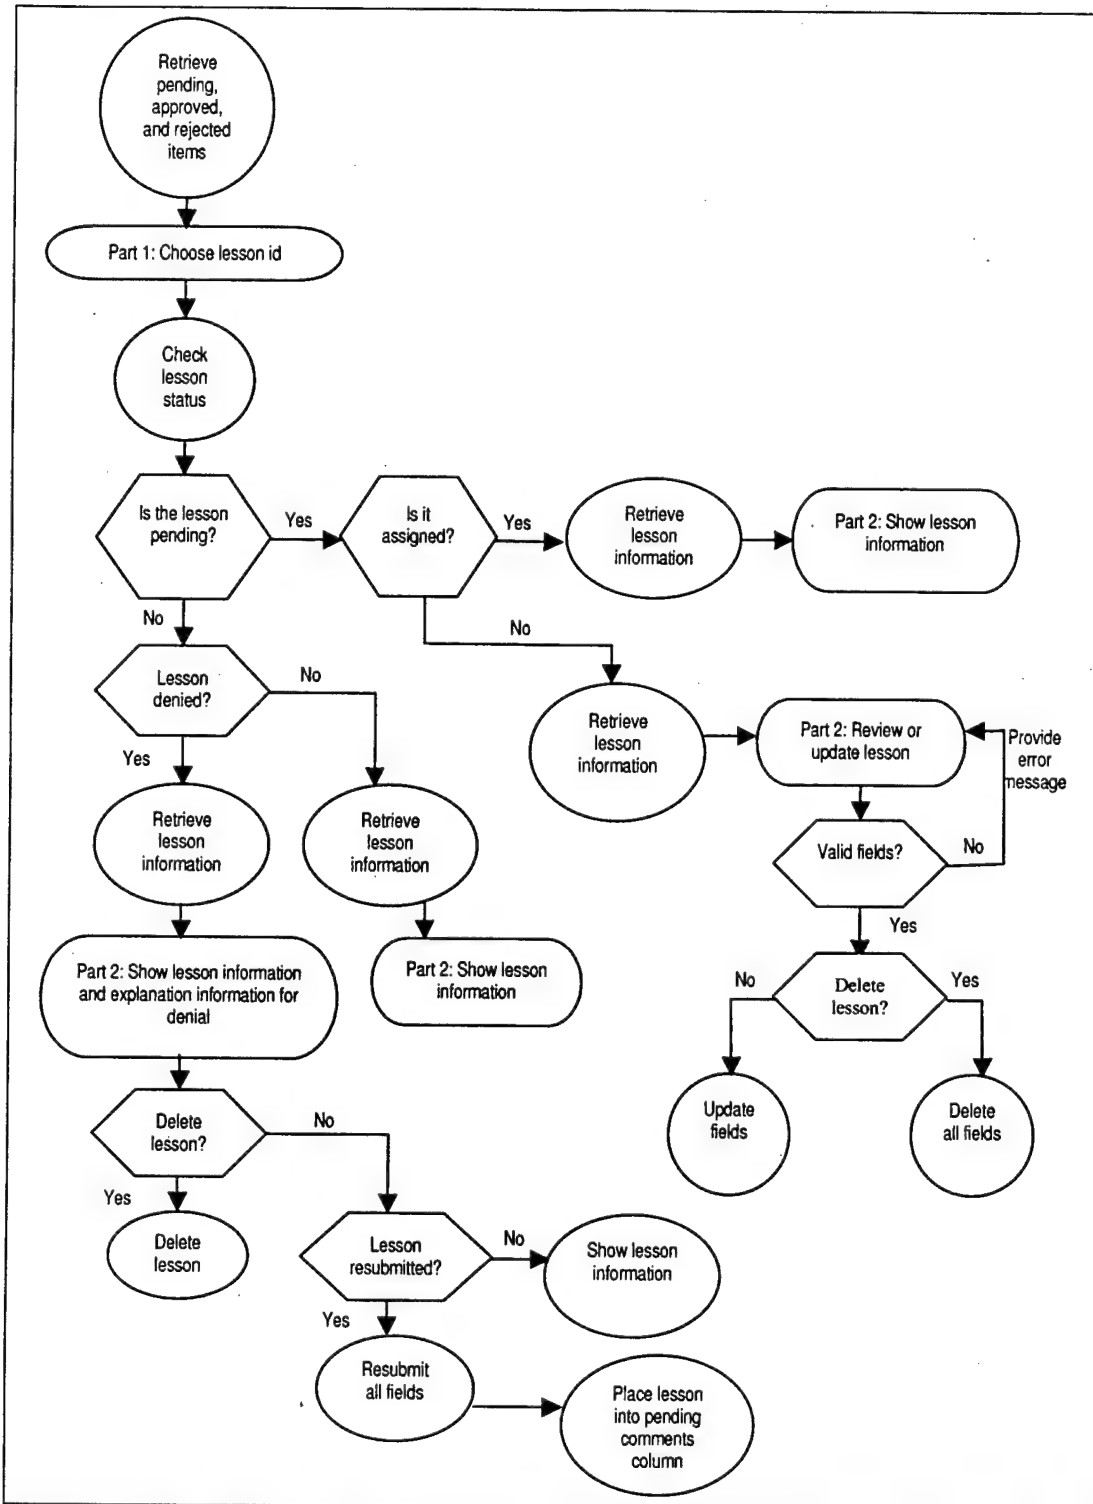 Retrieve
pending,
approved,
and rejected
items
Part 1: Choose lesson id
Check
lesson
status
Is the lesson
pending?
Yes
Is it
assigned?
Yes
Retrieve
lesson
information
Part 2: Show lesson
information
No
No
Lesson
denied?
No
Yes
Retrieve
lesson
information
Part 2: Review or
update lesson
Provide
error
message
Retrieve
lesson
information
Retrieve
lesson
information
Valid fields?
No
Yes
Part 2: Show lesson information
and explanation information for
denial
Part 2: Show lesson
information
No
Delete
lesson?
Yes
Update
fields
Delete
all fields
Delete
lesson?
No
Yes
Delete
lesson
Lesson
resubmitted?
No
Show lesson
information
Yes
Resubmit
all fields
Place lesson
into pending
comments
column